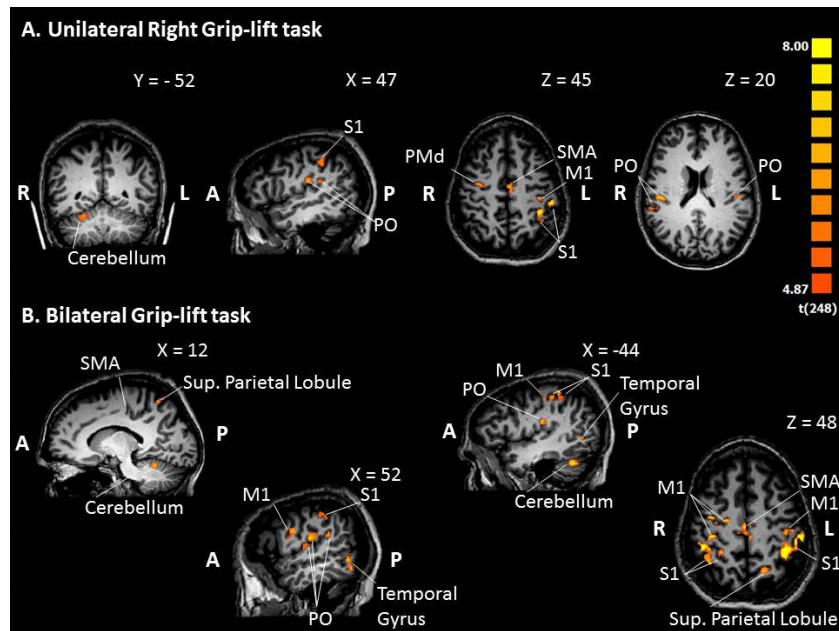 A. Unilateral Right Grip-lift task
8.00
Y = - 52
X = 47
Z = 45
Z = 20
S1
PMd
SMA
M1
PO
PO
R
L
A
P
R
L
R
L
PO
S1
Cerebellum
4.87
t(248)
B. Bilateral Grip-lift task
X = 12
X = -44
SMA
Sup. Parietal Lobule
M1
S1
PO
Temporal
Gyrus
A
P
A
P
Z = 48
Cerebellum
X = 52
Cerebellum
SMA
M1
M1
M1
S1
R
L
A
P
S1
S1
Temporal
Gyrus
PO
Sup. Parietal Lobule